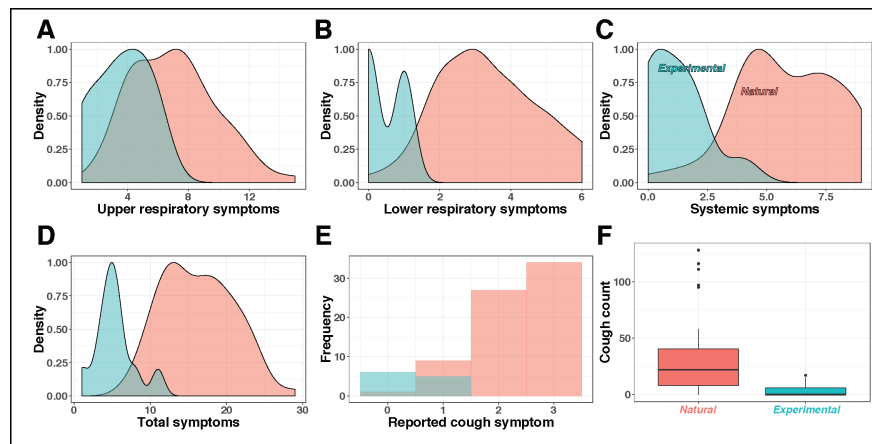 A
B
C
1.00
0.75
0.50
0.25
0.00
Density
4
8
12
Upper respiratory symptoms
1.00
0.75
0.50
0.25
0.00
Density
0
2
4
6
Lower respiratory symptoms
1.00
0.75
0.50
0.25
0.00
Density
Experimental
Natural
0.0
2.5
5.0
7.5
Systemic symptoms
D
E
F
1.00
0.75
0.50
0.25
0.00
Density
0
10
20
30
Total symptoms
30
20
10
0
Frequency
0
1
2
3
Reported cough symptom
100
50
0
Cough count
Natural
Experimental